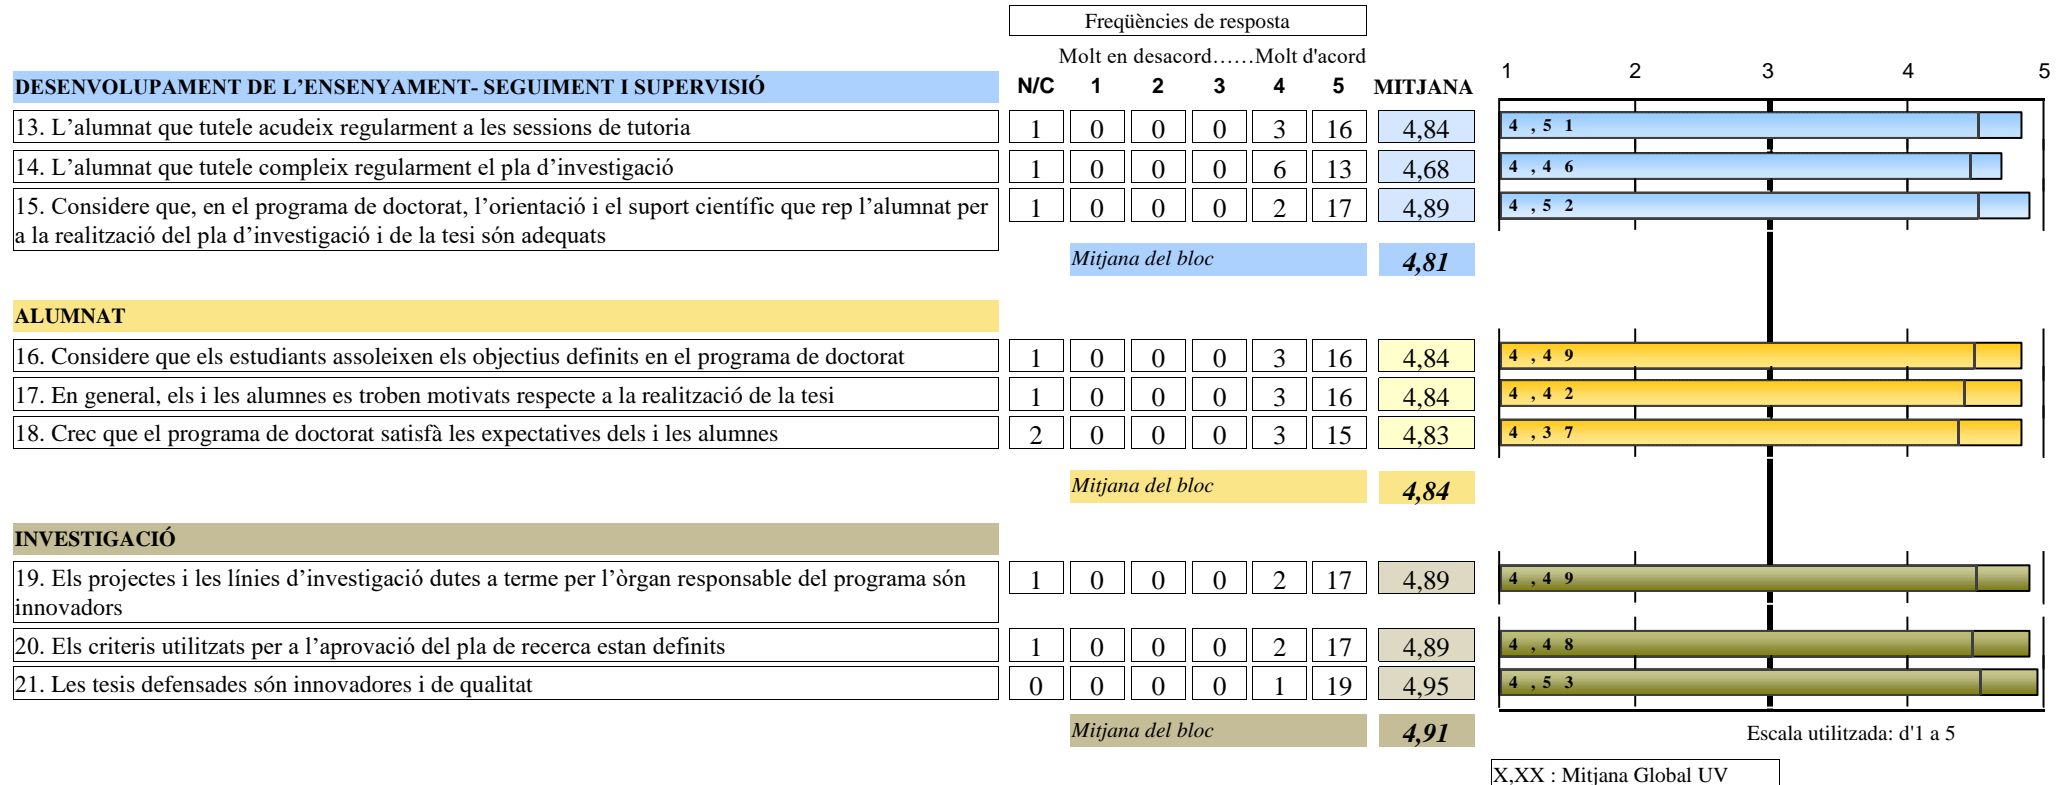 Freqüències de resposta
Molt en desacord……Molt d'acord
DESENVOLUPAMENT DE L’ENSENYAMENT- SEGUIMENT I SUPERVISIÓ N/C 1 2 3 4 5 MITJANA 1 2 3 4 5
13. L’alumnat que tutele acudeix regularment a les sessions de tutoria 1 0 0 0 3 16 4,84 4,51
14. L’alumnat que tutele compleix regularment el pla d’investigació 1 0 0 0 6 13 4,68 4,46
15. Considere que, en el programa de doctorat, l’orientació i el suport científic que rep l’alumnat per 1 0 0 0 2 17 4,89 4,52
a la realització del pla d’investigació i de la tesi són adequats
Mitjana del bloc 4,81
ALUMNAT
16. Considere que els estudiants assoleixen els objectius definits en el programa de doctorat 1 0 0 0 3 16 4,84 4,49
17. En general, els i les alumnes es troben motivats respecte a la realització de la tesi 1 0 0 0 3 16 4,84 4,42
18. Crec que el programa de doctorat satisfà les expectatives dels i les alumnes 2 0 0 0 3 15 4,83 4,37
Mitjana del bloc 4,84
INVESTIGACIÓ
19. Els projectes i les línies d’investigació dutes a terme per l’òrgan responsable del programa són 1 0 0 0 2 17 4,89 4,49
innovadors
20. Els criteris utilitzats per a l’aprovació del pla de recerca estan definits 1 0 0 0 2 17 4,89 4,48
21. Les tesis defensades són innovadores i de qualitat 0 0 0 0 1 19 4,95 4,53
Mitjana del bloc 4,91 Escala utilitzada: d'1 a 5
X,XX : Mitjana Global UV